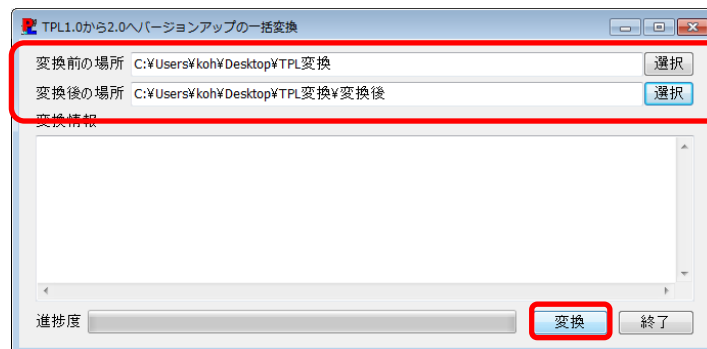 TPL1.0から2.0へバージョンアップの一括変換
変換前の場所 C:¥Users¥koh¥Desktop¥TPL変換 選択
変換後の場所 C:¥Users¥koh¥Desktop¥TPL変換¥変換後 選択
変換情報
進捗度 変換 終了